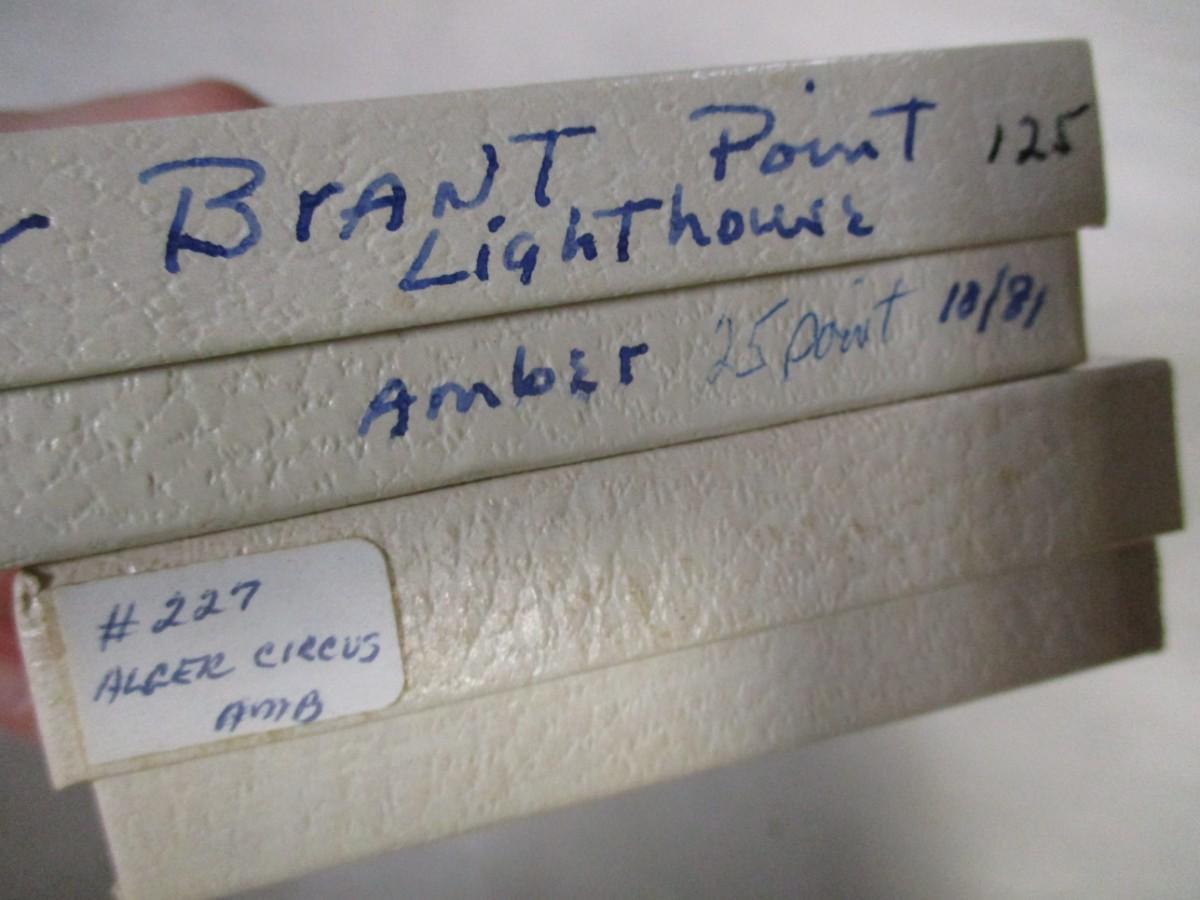 BrANT Point 125
LigHThouse
Amber 25 point 10/81
#227
ALGER CIRCUS
AMB